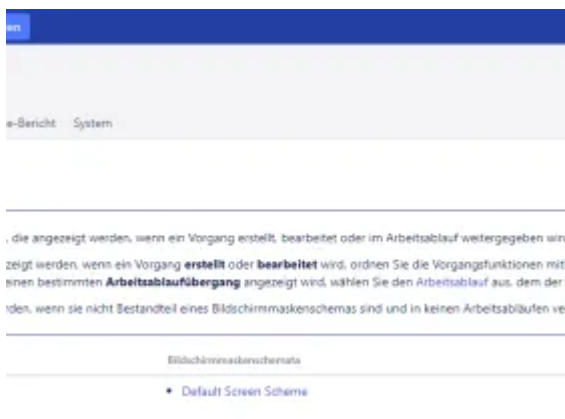 en
e-Bericht System
, die angezeigt werden, wenn ein Vorgang erstellt, bearbeitet oder im Arbeitsablauf weitergegeben win
zeigt werden, wenn ein Vorgang erstellt oder bearbeitet wird, ordnen Sie die Vorgangsfunktionen mit
einen bestimmten Arbeitsablaufübergang angezeigt wird, wählen Sie den Arbeitsablauf aus, dem der
rden, wenn sie nicht Bestandteil eines Bildschirmmaskenschemas sind und in keinen Arbeitsabläufen ve
Bildschirmmaskenschemata
• Default Screen Scheme